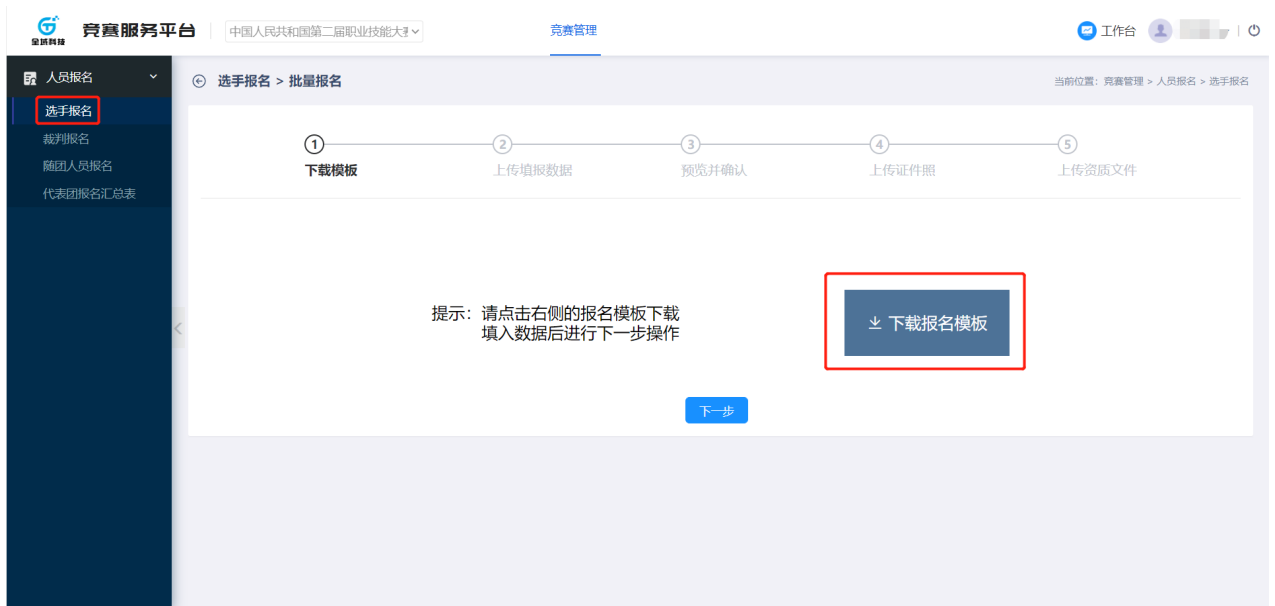 金域科技
竞赛服务平台
中国人民共和国第二届职业技能大
竞赛管理
工作台
人员报名
选手报名 > 批量报名
当前位置：竞赛管理 > 人员报名 > 选手报名
选手报名
裁判报名
随团人员报名
代表团报名汇总表
1
2
3
4
5
下载模板
上传填报数据
预览并确认
上传证件照
上传资质文件
提示：请点击右侧的报名模板下载
填入数据后进行下一步操作
下载报名模板
下一步